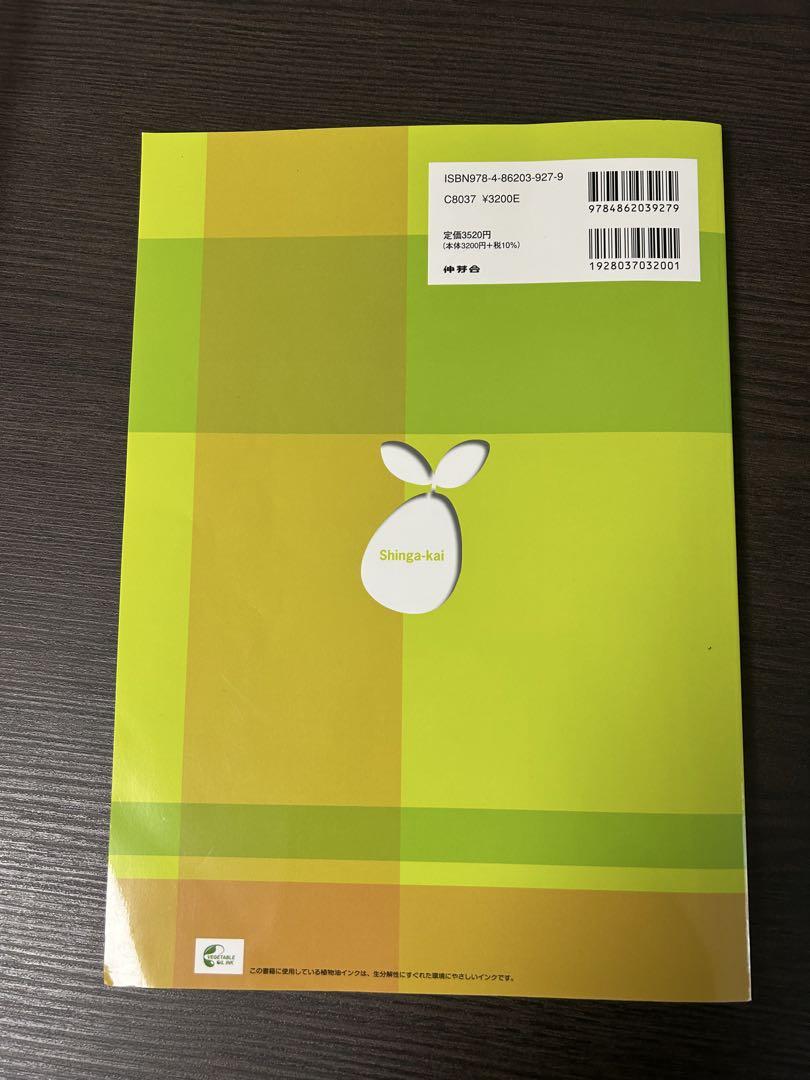 ISBN978-4-86203-927-9
C8037 ¥3200E
9784862039279
定価3520円
(本体3200円+税10%)
伸芽会
1928037032001
Shinga-kai
VEGETABLE
OIL INK
この書籍に使用している植物油インクは、生分解性にすぐれた環境にやさしいインクです。